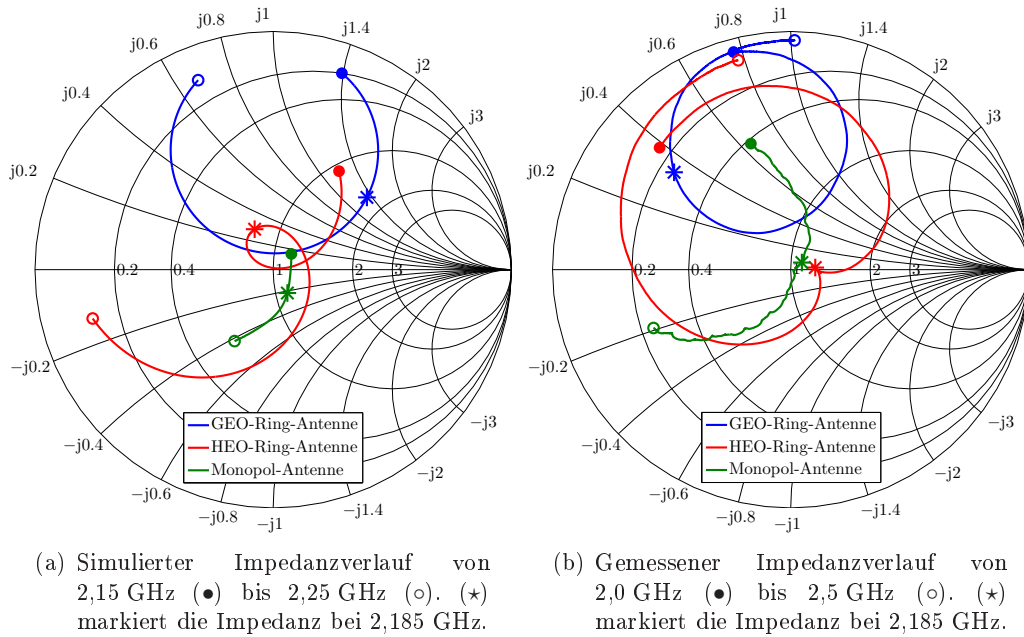 j1
j0.8
j1.4
j0.6
j2
j0.4
j3
j0.2
0.2
0.4
1
2
3
−j0.2
−j3
−j0.4
−j2
−j0.6
−j1.4
−j0.8
−j1
GEO-Ring-Antenne
HEO-Ring-Antenne
Monopol-Antenne
(a) Simulierter Impedanzverlauf von
2,15 GHz (●) bis 2,25 GHz (○). (⋆)
markiert die Impedanz bei 2,185 GHz.
j1
j0.8
j1.4
j0.6
j2
j0.4
j3
j0.2
0.2
0.4
1
2
3
−j0.2
−j3
−j0.4
−j2
−j0.6
−j1.4
−j0.8
−j1
GEO-Ring-Antenne
HEO-Ring-Antenne
Monopol-Antenne
(b) Gemessener Impedanzverlauf von
2,0 GHz (●) bis 2,5 GHz (○). (⋆)
markiert die Impedanz bei 2,185 GHz.